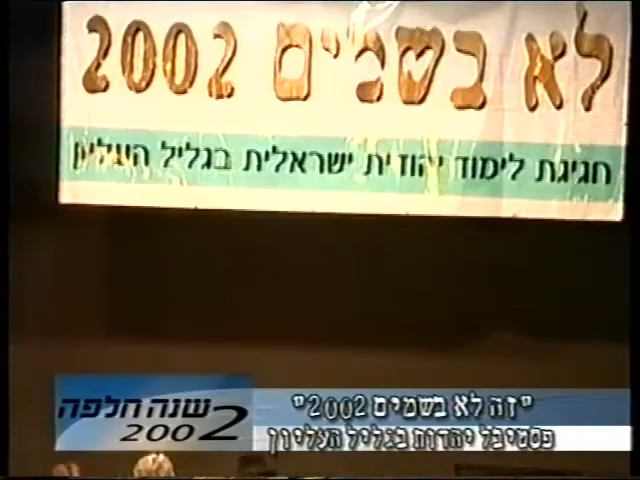 לא בשמים 2002
חגיגת לימוד יהודית ישראלית בגליל העליון
שנה חלפה
2002
"זה לא בשמים 2002"
פסטיבל יהדות בגליל העליון